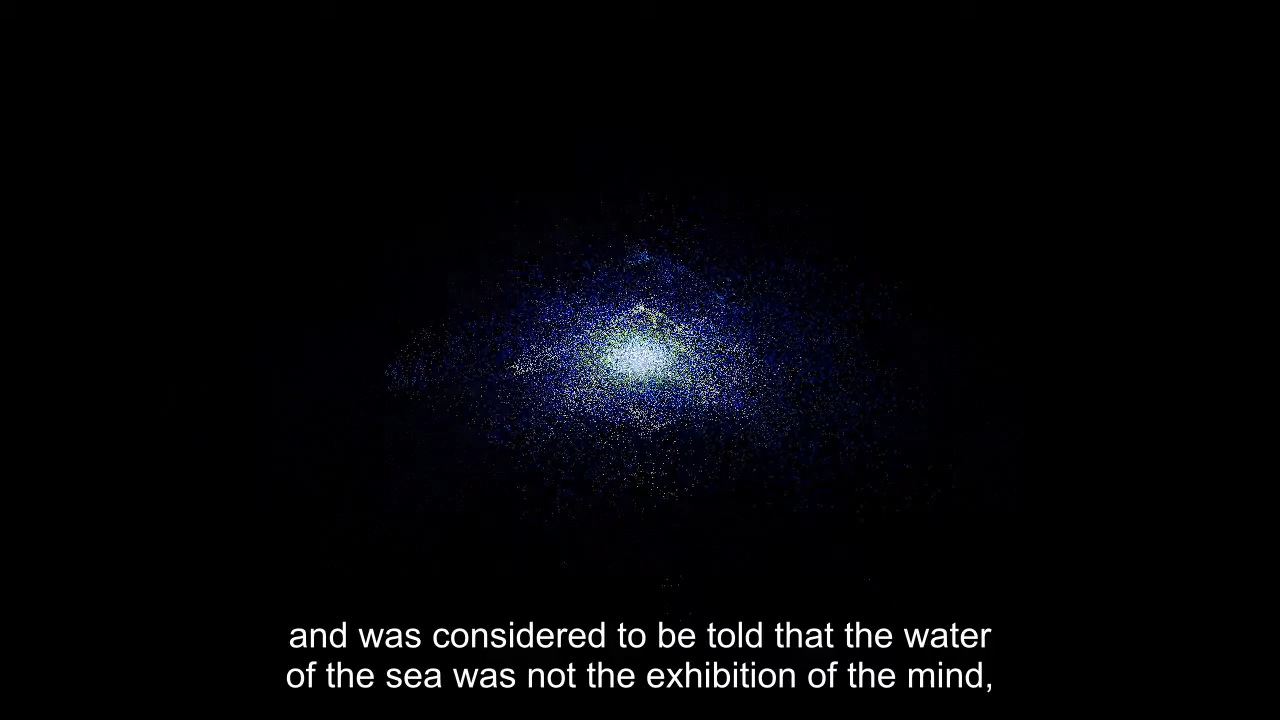 and was considered to be told that the water
of the sea was not the exhibition of the mind,